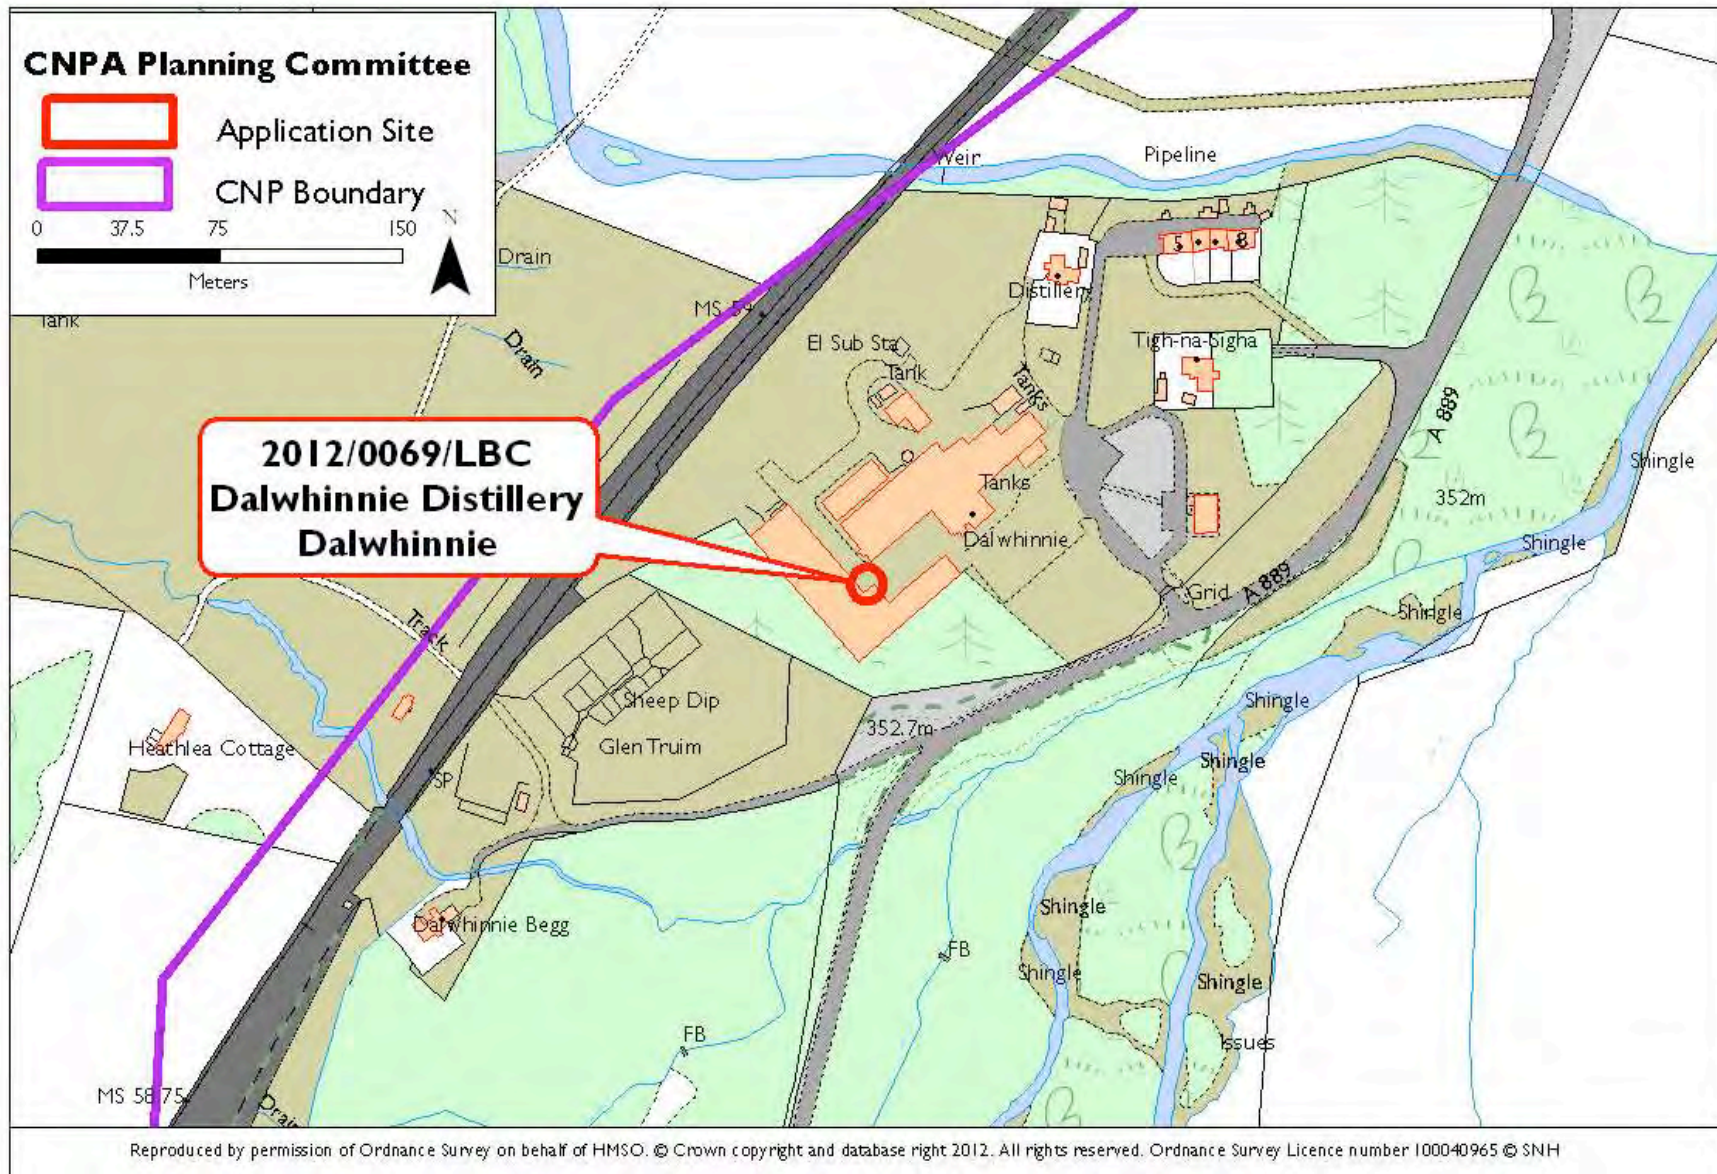 CNPA Planning Committee
Application Site
CNP Boundary
0 37.5 75 150
N
Meters
Tank
Drain
Drain
Weir
Pipeline
MS 59
El Sub Sta
Tank
Tanks
Distillery
5
8
Tigh-na-Sigha
A 889
Shingle
352m
2012/0069/LBC
Dalwhinnie Distillery
Dalwhinnie
Tanks
Dalwhinnie
Shingle
Grid
A 889
Shingle
Track
Sheep Dip
Shingle
352.7m
Glen Truim
Heathlea Cottage
SP
Shingle
Shingle
Dalwhinnie Begg
Shingle
FB
Shingle
Shingle
FB
Issues
MS 58.75
Drain
Reproduced by permission of Ordnance Survey on behalf of HMSO. © Crown copyright and database right 2012. All rights reserved. Ordnance Survey Licence number 100040965 © SNH